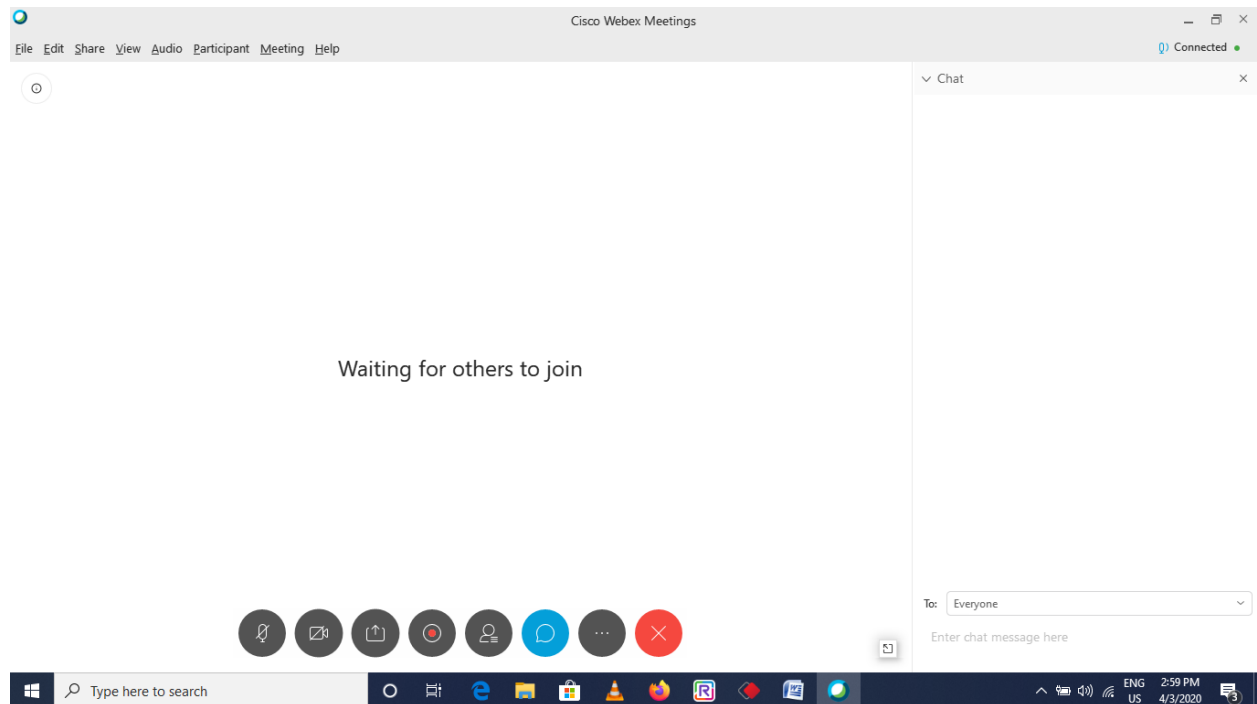 Cisco Webex Meetings
File Edit Share View Audio Participant Meeting Help
Connected
Chat
Waiting for others to join
To: Everyone
Enter chat message here
Type here to search
ENG
US
2:59 PM
4/3/2020
3